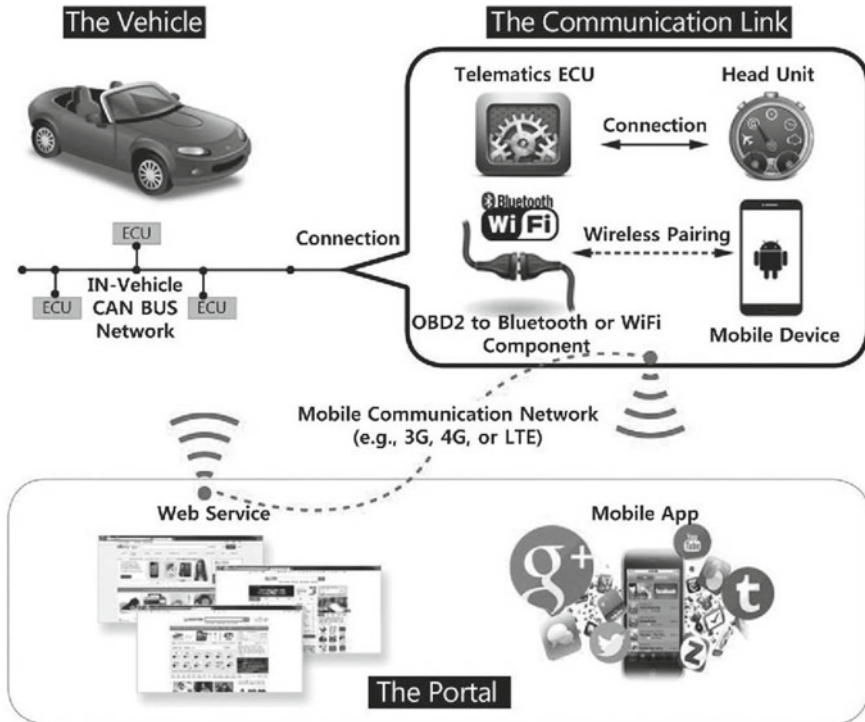 The Vehicle
The Communication Link
Telematics ECU
Head Unit
Connection
Bluetooth
Wi Fi
Wireless Pairing
Connection
ECU
ECU
ECU
IN-Vehicle
CAN BUS
Network
OBD2 to Bluetooth or WiFi
Component
Mobile Device
Mobile Communication Network
(e.g., 3G, 4G, or LTE)
Web Service
Mobile App
g+
You
Tube
t
Z
The Portal